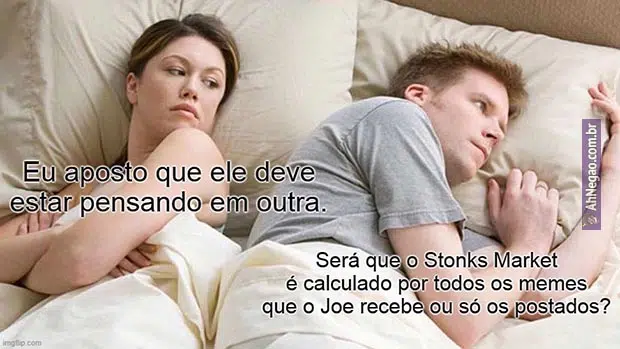 Eu aposto que ele deve
estar pensando em outra.
Será que o Stonks Market
é calculado por todos os memes
que o Joe recebe ou só os postados?
AhNegao.com.br
imgflip.com